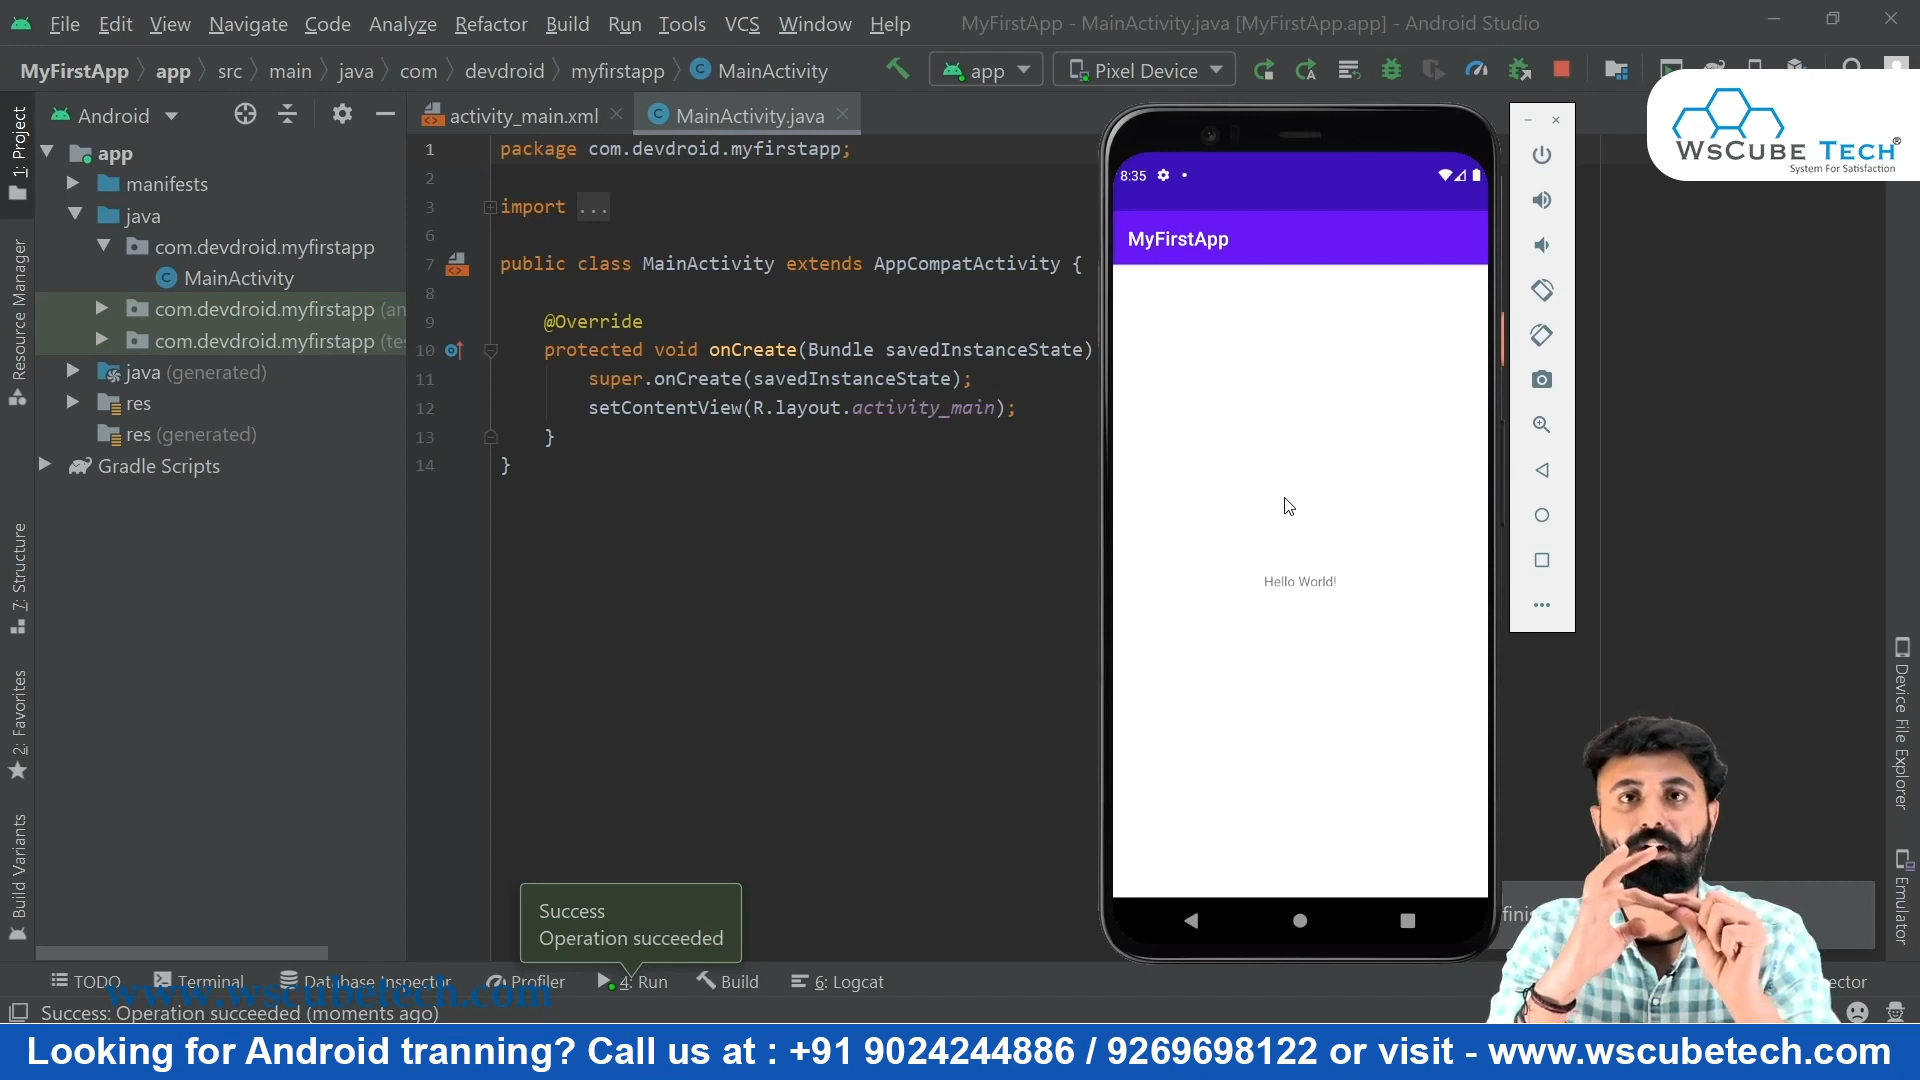 File Edit View Navigate Code Analyze Refactor Build Run Tools VCS Window Help MyFirstApp - MainActivity.java [MyFirstApp.app] - Android Studio
MyFirstApp app src main java com devdroid myfirstapp MainActivity app Pixel Device
WsCube Tech®
System For Satisfaction
1: Project
Resource Manager
7: Structure
2: Favorites
Build Variants
Android
app
manifests
java
com.devdroid.myfirstapp
MainActivity
com.devdroid.myfirstapp (an
com.devdroid.myfirstapp (tes
java (generated)
res
res (generated)
Gradle Scripts
activity_main.xml MainActivity.java
1 package com.devdroid.myfirstapp;
2
3 import ...
6
7 public class MainActivity extends AppCompatActivity {
8
9 @Override
10 protected void onCreate(Bundle savedInstanceState)
11 super.onCreate(savedInstanceState);
12 setContentView(R.layout.activity_main);
13 }
14 }
8:35
MyFirstApp
Hello World!
Device File Explorer
Emulator
Success
Operation succeeded
TODO Terminal Database Inspector Profiler 4: Run Build 6: Logcat
www.wscubetech.com
Success: Operation succeeded (moments ago)
Looking for Android tranning? Call us at : +91 9024244886 / 9269698122 or visit - www.wscubetech.com